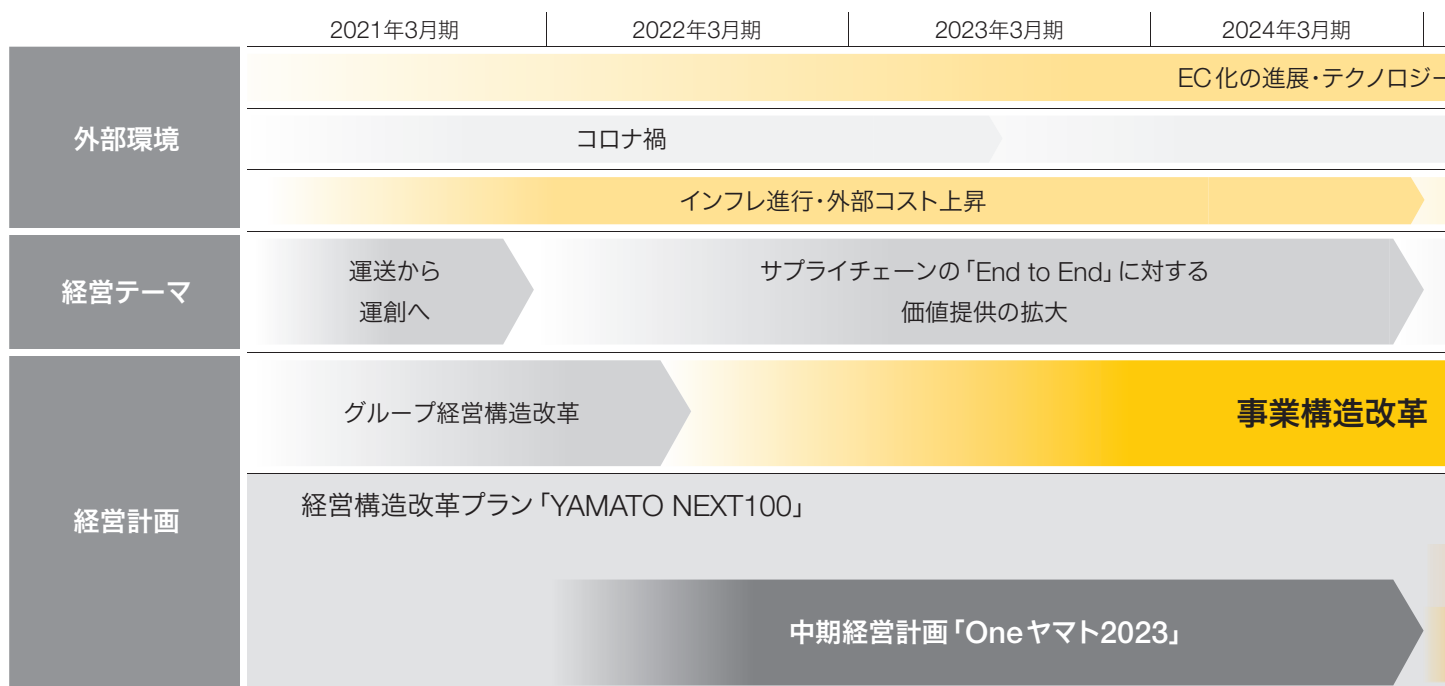 2021年3月期
2022年3月期
2023年3月期
2024年3月期
外部環境
EC化の進展・テクノロジー
コロナ禍
インフレ進行・外部コスト上昇
経営テーマ
運送から
運創へ
サプライチェーンの「End to End」に対する
価値提供の拡大
経営計画
グループ経営構造改革
事業構造改革
経営構造改革プラン「YAMATO NEXT100」
中期経営計画「Oneヤマト2023」